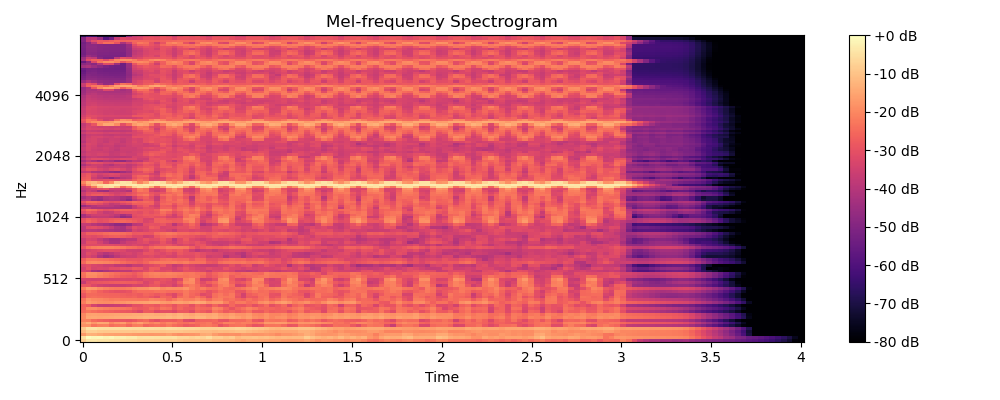 Mel-frequency Spectrogram
Hz
4096
2048
1024
512
0
0 0.5 1 1.5 2 2.5 3 3.5 4
Time
+0 dB
-10 dB
-20 dB
-30 dB
-40 dB
-50 dB
-60 dB
-70 dB
-80 dB